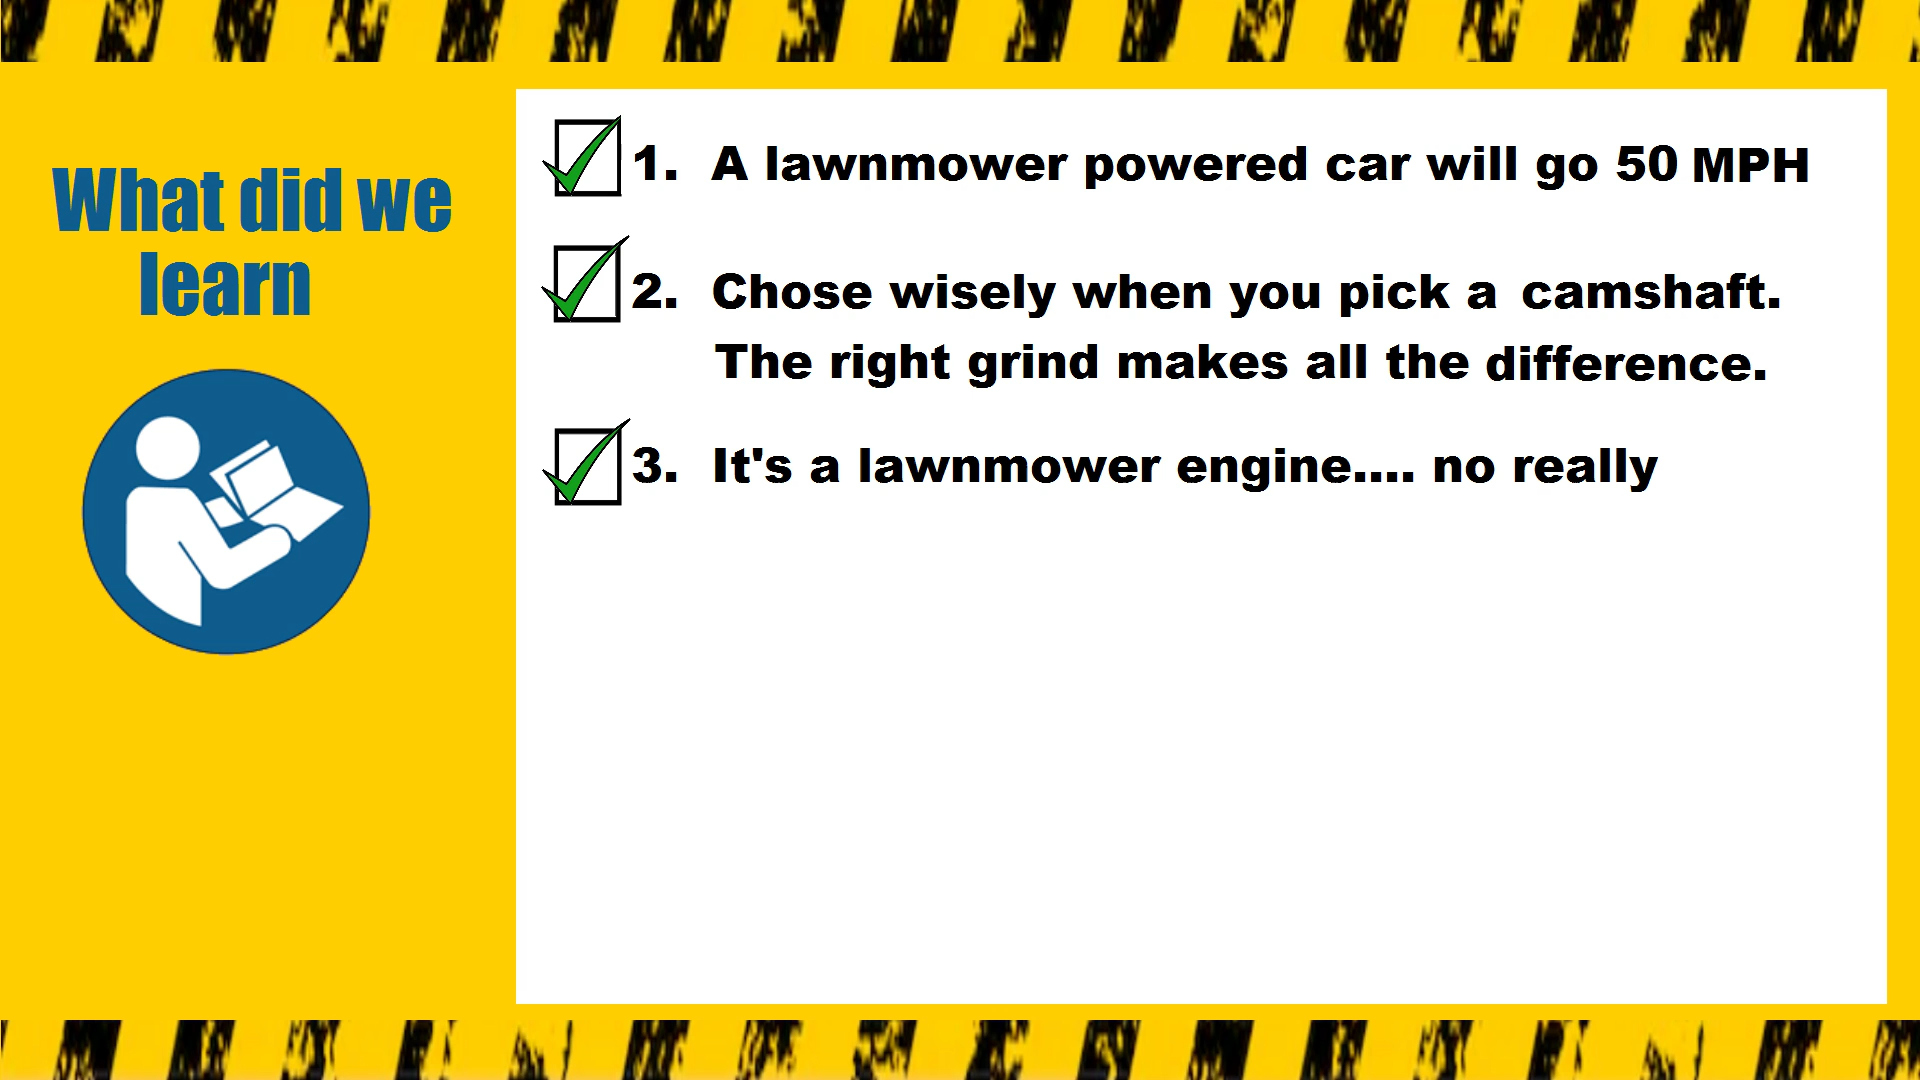 What did we
learn
1. A lawnmower powered car will go 50 MPH
2. Chose wisely when you pick a camshaft.
The right grind makes all the difference.
3. It's a lawnmower engine.... no really